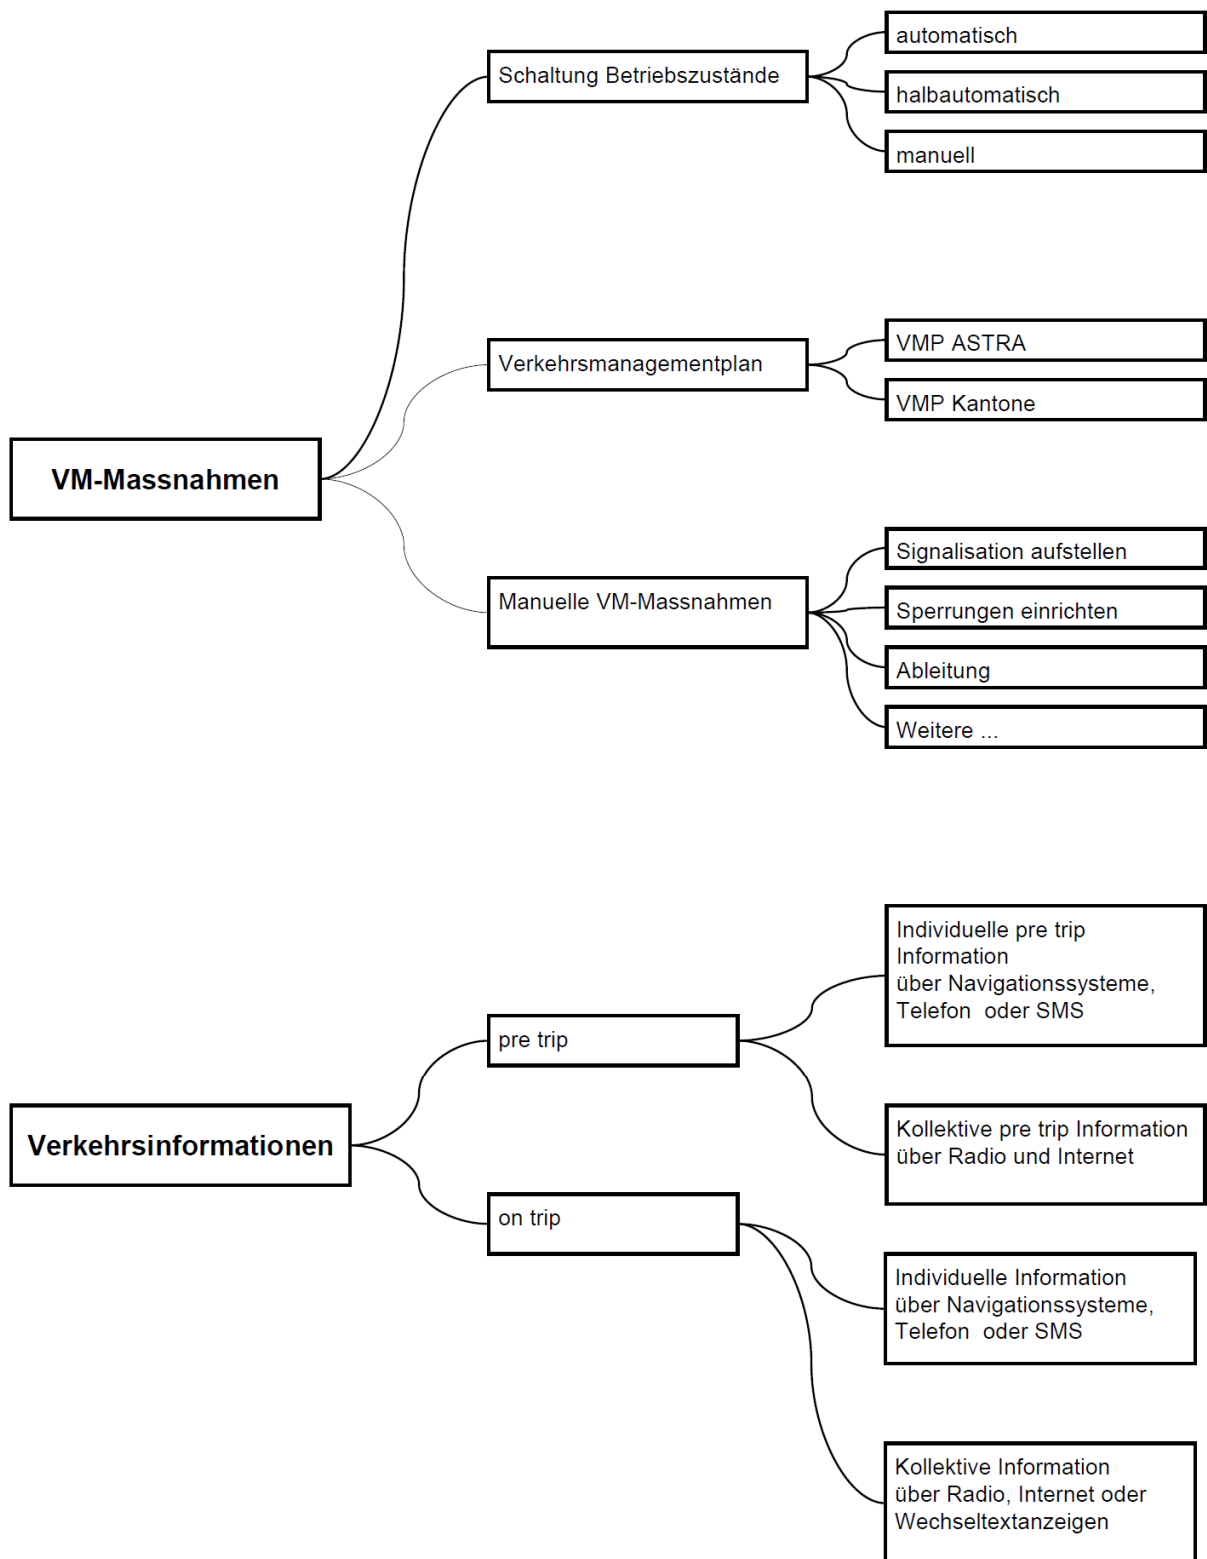 VM-Massnahmen
Schaltung Betriebszustände
automatisch
halbautomatisch
manuell
Verkehrsmanagementplan
VMP ASTRA
VMP Kantone
Manuelle VM-Massnahmen
Signalisation aufstellen
Sperrungen einrichten
Ableitung
Weitere ...
Verkehrsinformationen
pre trip
Individuelle pre trip
Information
über Navigationssysteme,
Telefon  oder SMS
Kollektive pre trip Information
über Radio und Internet
on trip
Individuelle Information
über Navigationssysteme,
Telefon  oder SMS
Kollektive Information
über Radio, Internet oder
Wechseltextanzeigen